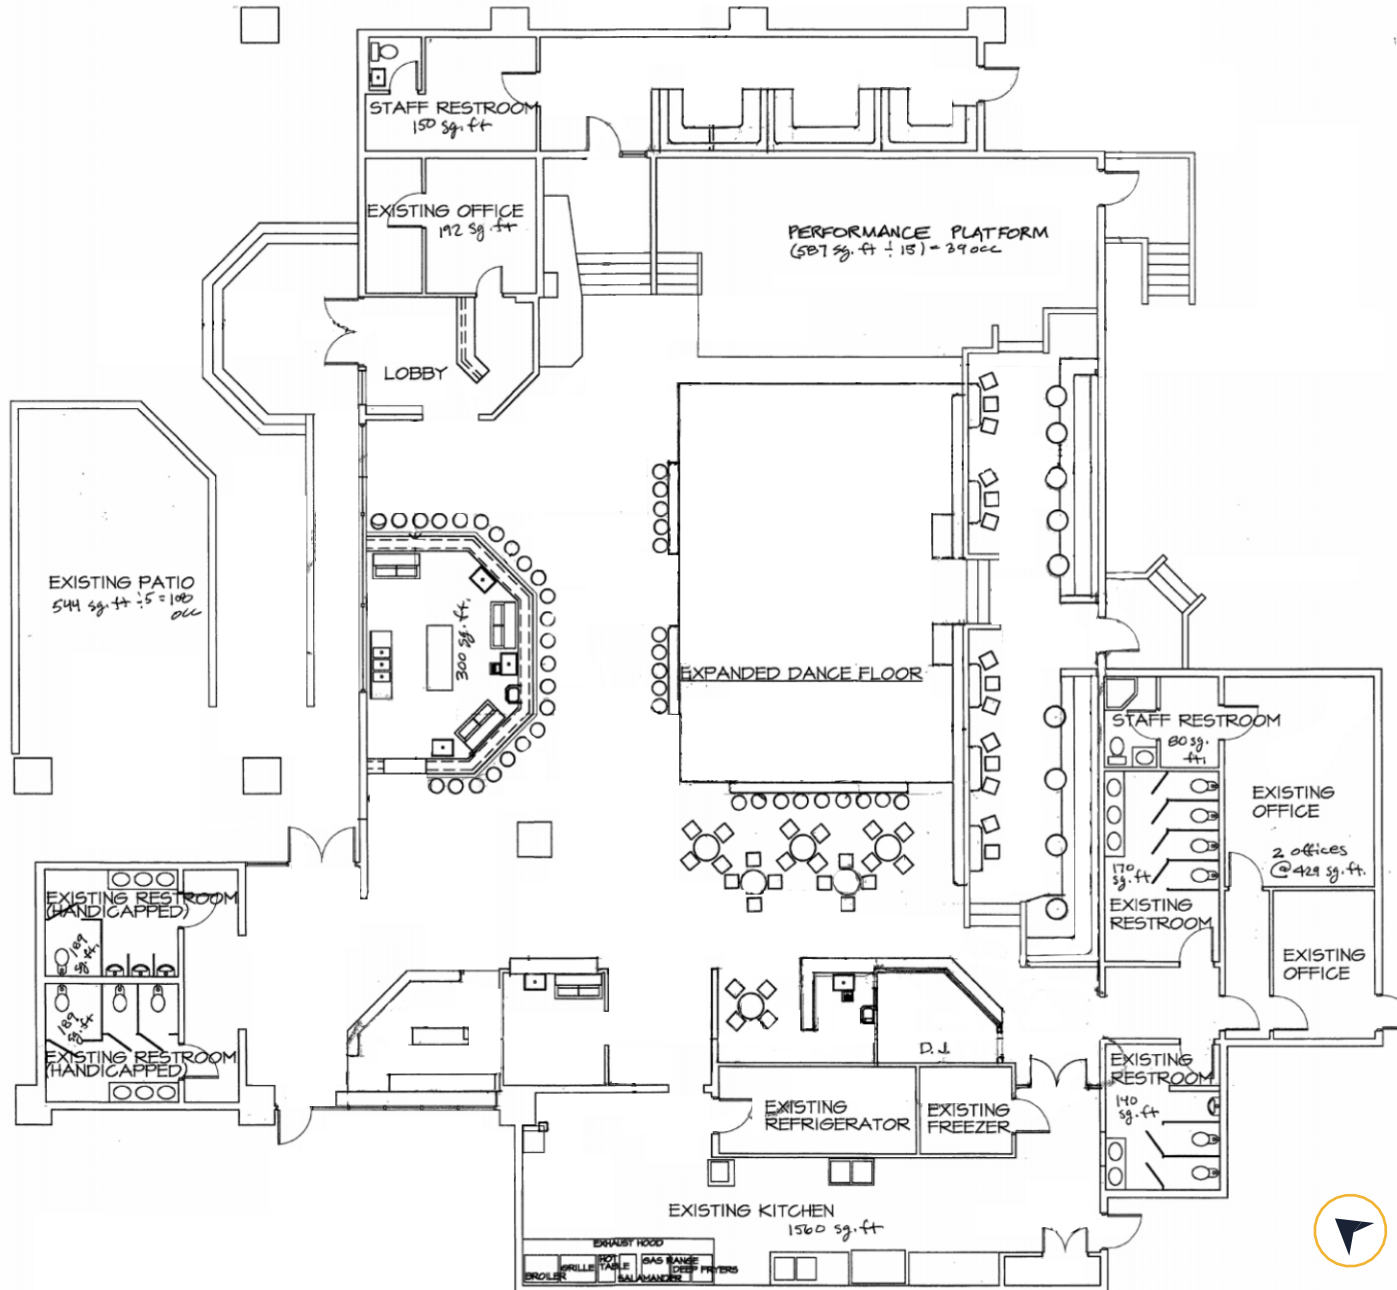 STAFF RESTROOM
150 sq.ft
EXISTING OFFICE
192 sq.ft
PERFORMANCE PLATFORM
(587 sq.ft ÷ 15) = 39 occ
LOBBY
EXISTING PATIO
544 sq.ft ÷ 5 = 108
occ
300 sq.ft.
EXPANDED DANCE FLOOR
STAFF RESTROOM
80 sq.
ft.
EXISTING
OFFICE
2 offices
@ 429 sq.ft.
170
sq.ft
EXISTING
RESTROOM
EXISTING
OFFICE
EXISTING RESTROOM
(HANDICAPPED)
189
sq.ft.
189
sq.ft
EXISTING RESTROOM
(HANDICAPPED)
D.J.
EXISTING
RESTROOM
140
sq.ft
EXISTING
REFRIGERATOR
EXISTING
FREEZER
EXISTING KITCHEN
1560 sq.ft
EXHAUST HOOD
BROILER
GRILLE
HOT
TABLE
SALAMANDER
GAS RANGE
DEEP FRYERS